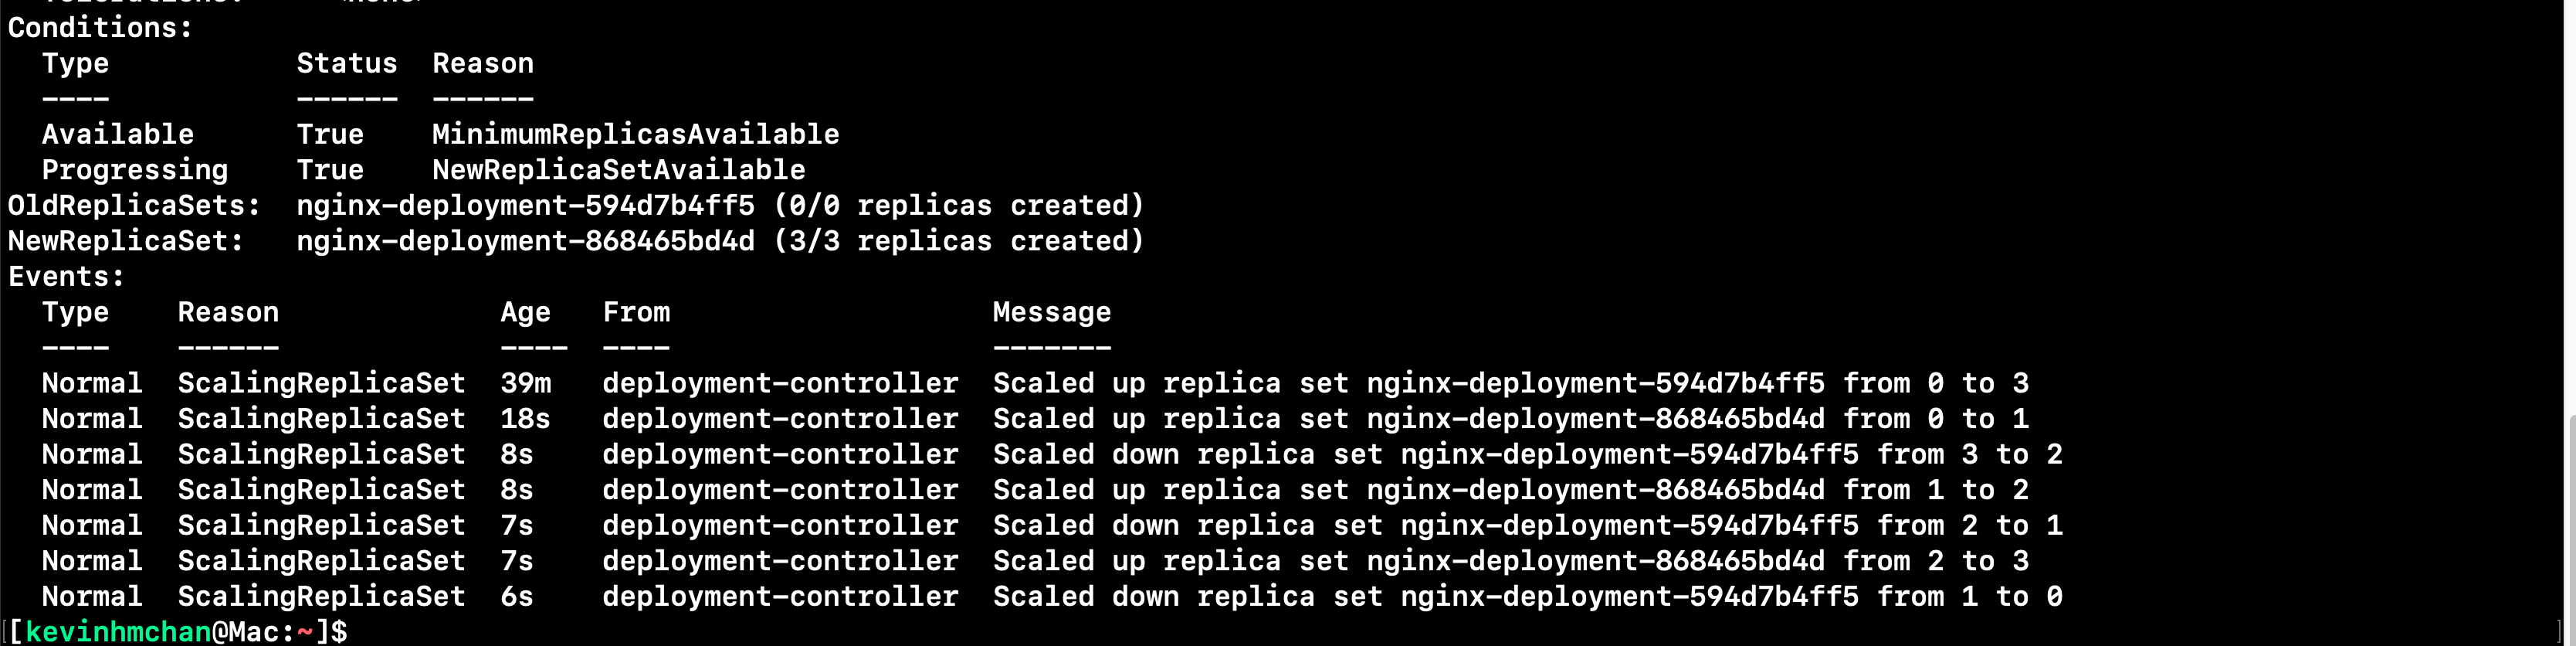 Conditions:
  Type           Status  Reason
  ----           ------  ------
  Available      True    MinimumReplicasAvailable
  Progressing    True    NewReplicaSetAvailable
OldReplicaSets:  nginx-deployment-594d7b4ff5 (0/0 replicas created)
NewReplicaSet:   nginx-deployment-868465bd4d (3/3 replicas created)
Events:
  Type    Reason             Age   From                   Message
  ----    ------             ----  ----                   -------
  Normal  ScalingReplicaSet  39m   deployment-controller  Scaled up replica set nginx-deployment-594d7b4ff5 from 0 to 3
  Normal  ScalingReplicaSet  18s   deployment-controller  Scaled up replica set nginx-deployment-868465bd4d from 0 to 1
  Normal  ScalingReplicaSet  8s    deployment-controller  Scaled down replica set nginx-deployment-594d7b4ff5 from 3 to 2
  Normal  ScalingReplicaSet  8s    deployment-controller  Scaled up replica set nginx-deployment-868465bd4d from 1 to 2
  Normal  ScalingReplicaSet  7s    deployment-controller  Scaled down replica set nginx-deployment-594d7b4ff5 from 2 to 1
  Normal  ScalingReplicaSet  7s    deployment-controller  Scaled up replica set nginx-deployment-868465bd4d from 2 to 3
  Normal  ScalingReplicaSet  6s    deployment-controller  Scaled down replica set nginx-deployment-594d7b4ff5 from 1 to 0
[[kevinhmchan@Mac:~]$ ]